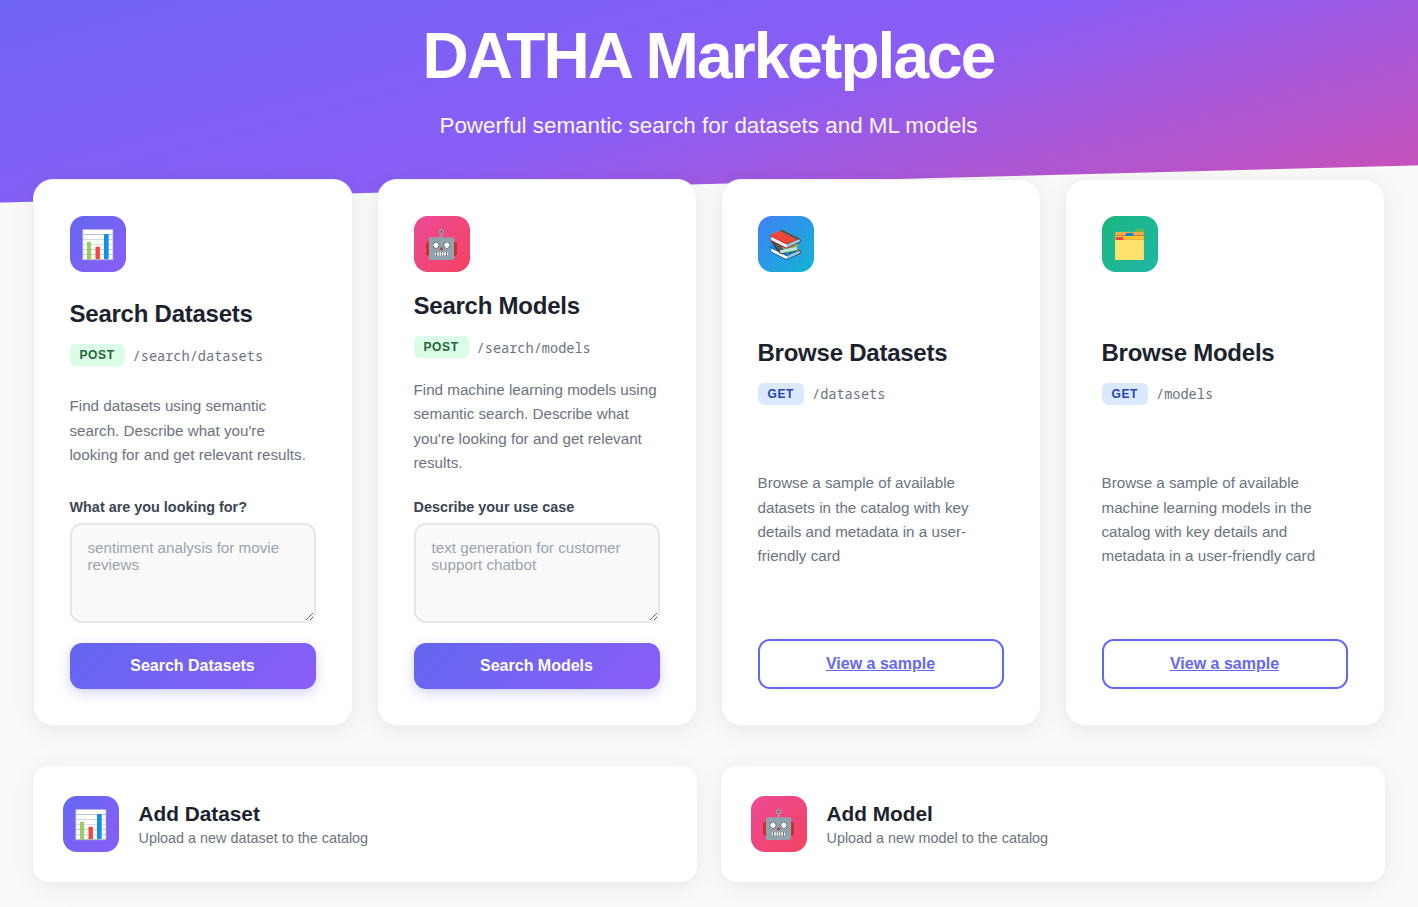 DATHA Marketplace
Powerful semantic search for datasets and ML models
Search Datasets
POST /search/datasets
Find datasets using semantic
search. Describe what you're
looking for and get relevant results.
What are you looking for?
sentiment analysis for movie
reviews
Search Datasets
Search Models
POST /search/models
Find machine learning models using
semantic search. Describe what
you're looking for and get relevant
results.
Describe your use case
text generation for customer
support chatbot
Search Models
Browse Datasets
GET /datasets
Browse a sample of available
datasets in the catalog with key
details and metadata in a user-
friendly card
View a sample
Browse Models
GET /models
Browse a sample of available
machine learning models in the
catalog with key details and
metadata in a user-friendly card
View a sample
Add Dataset
Upload a new dataset to the catalog
Add Model
Upload a new model to the catalog